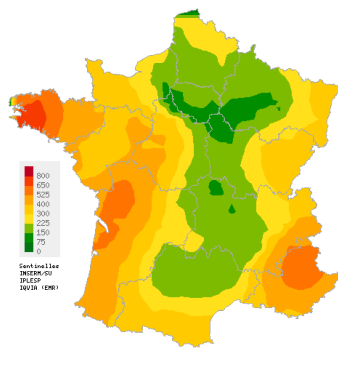 800
650
525
400
300
225
150
75
0
Sentinelles
INSERM/SU
IPLESP
IQVIA (EMR)